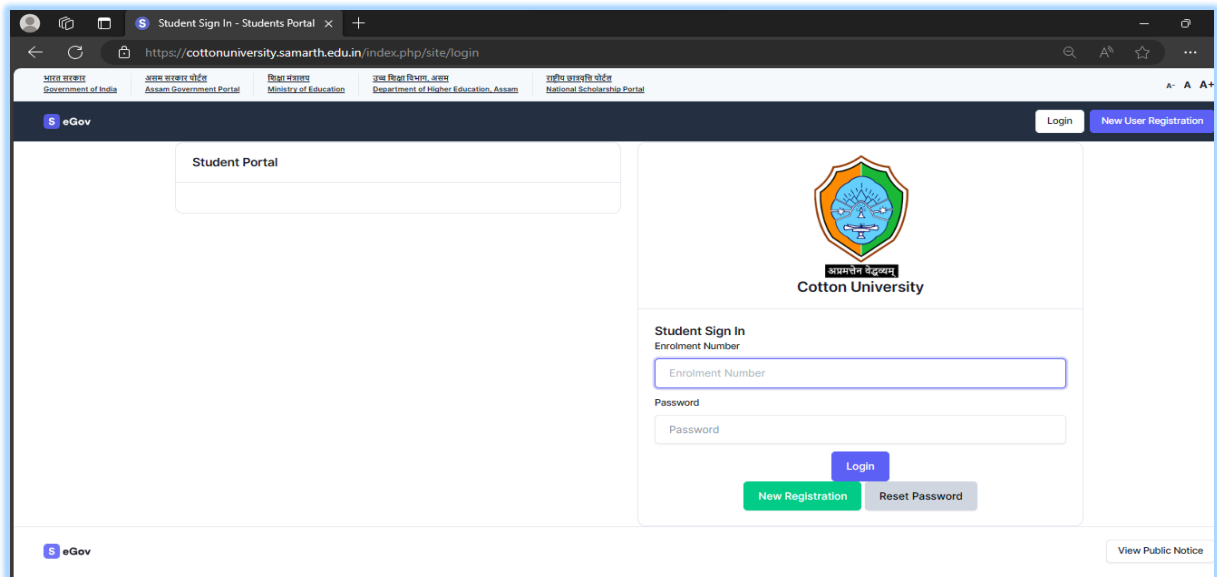 Student Sign In - Students Portal
https://cottonuniversity.samarth.edu.in/index.php/site/login
भारत सरकार असम सरकार पोर्टल शिक्षा मंत्रालय उच्च शिक्षा विभाग, असम राष्ट्रीय छात्रवृत्ति पोर्टल
Government of India Assam Government Portal Ministry of Education Department of Higher Education, Assam National Scholarship Portal
A- A A+
S eGov Login New User Registration
Student Portal
अप्रमत्तेन वेद्धव्यम्
Cotton University
Student Sign In
Enrolment Number
Enrolment Number
Password
Password
Login
New Registration Reset Password
S eGov View Public Notice